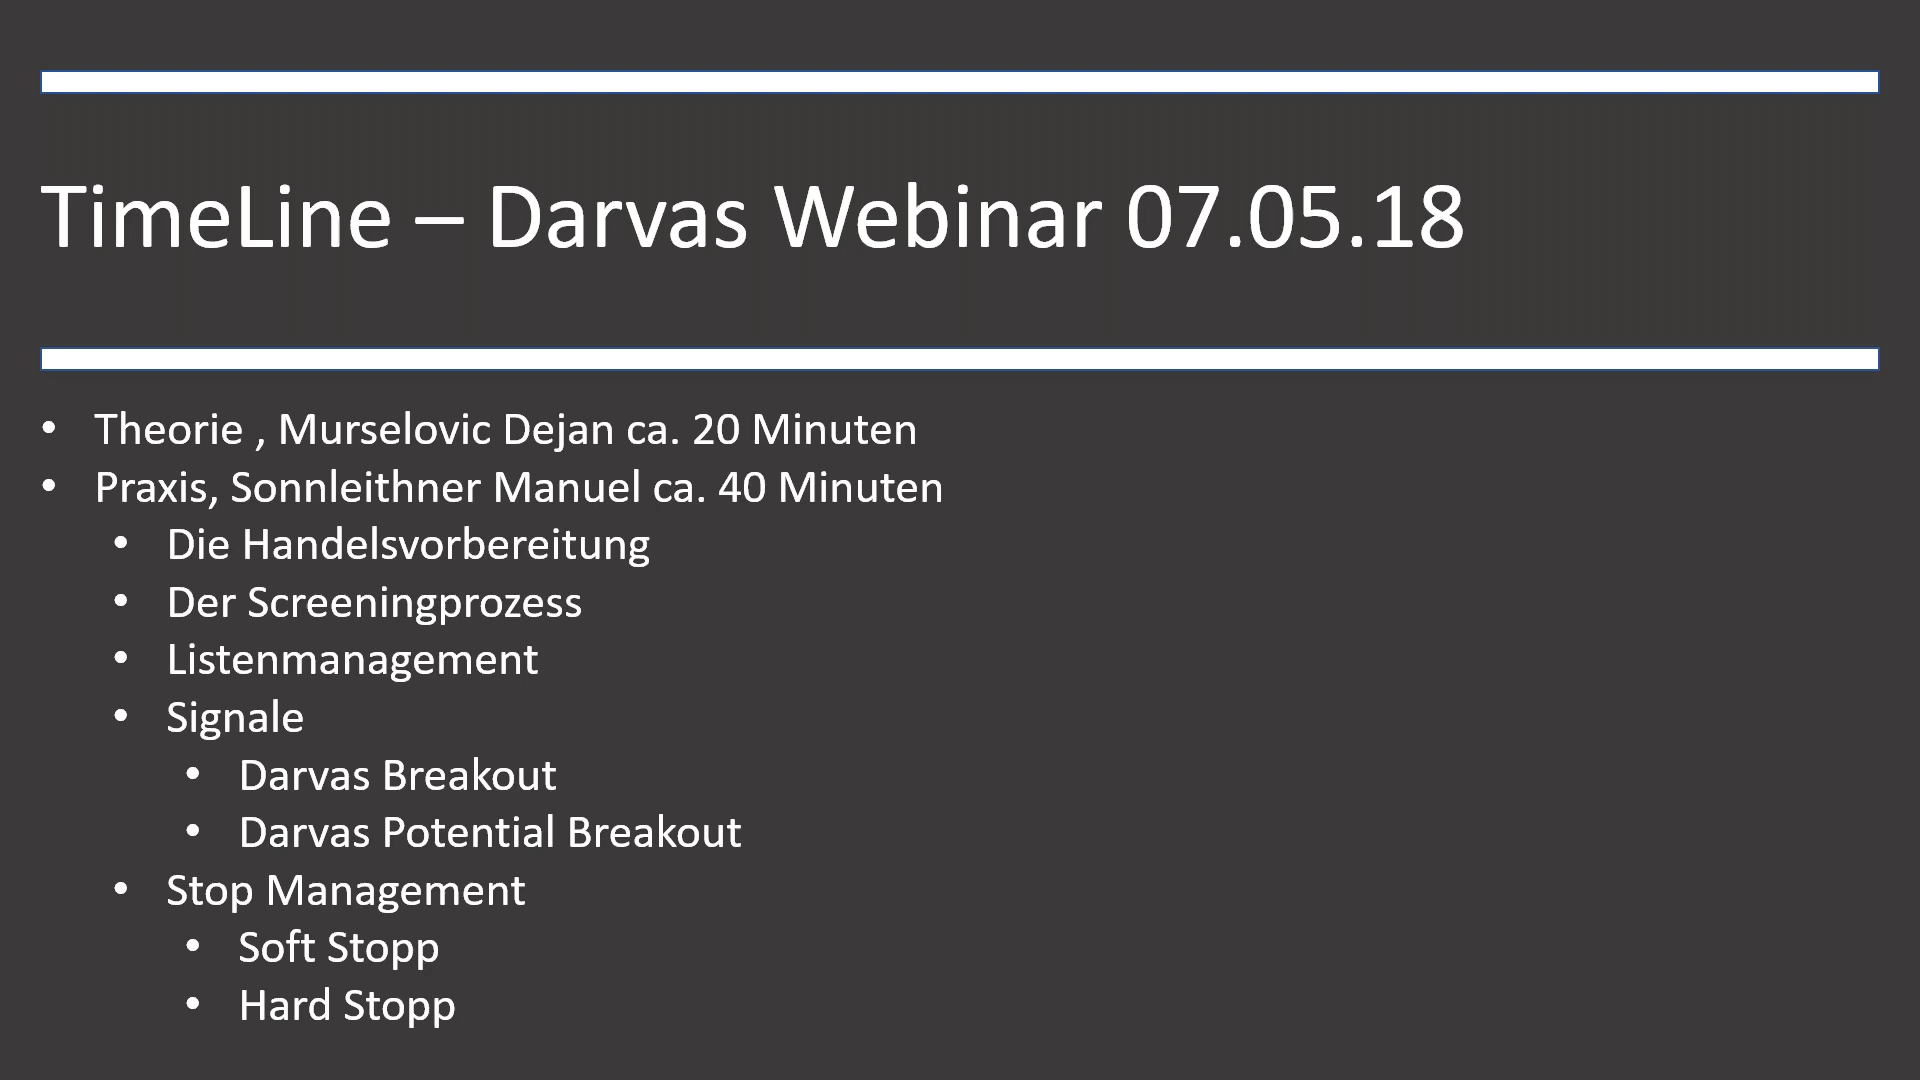 TimeLine – Darvas Webinar 07.05.18
• Theorie , Murselovic Dejan ca. 20 Minuten
• Praxis, Sonnleithner Manuel ca. 40 Minuten
• Die Handelsvorbereitung
• Der Screeningprozess
• Listenmanagement
• Signale
• Darvas Breakout
• Darvas Potential Breakout
• Stop Management
• Soft Stopp
• Hard Stopp